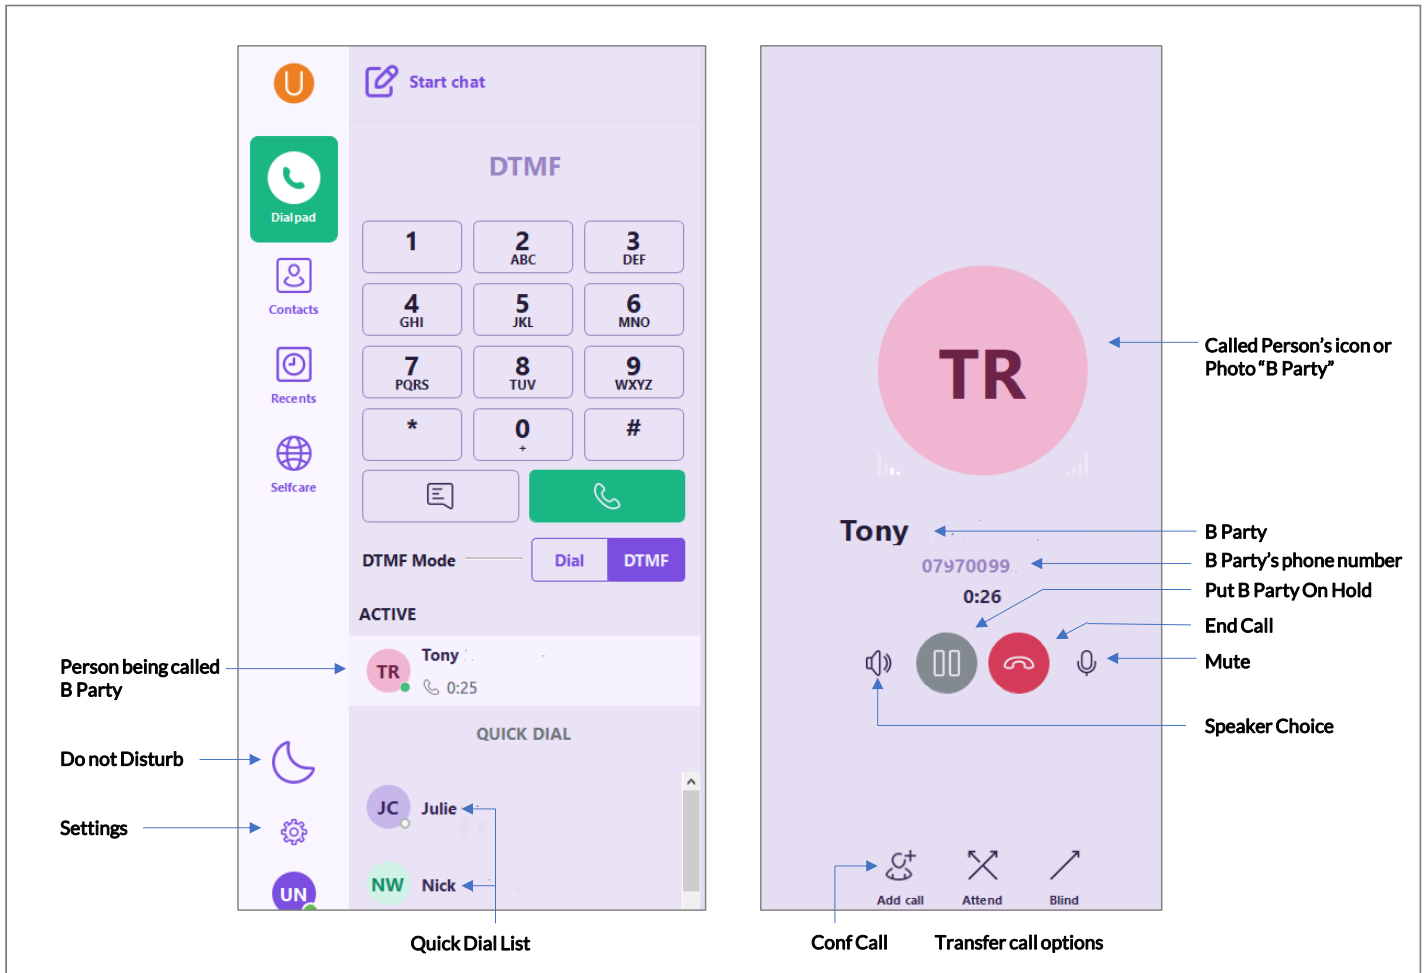 U
Start chat
DTMF
Dialpad
1
2
ABC
3
DEF
4
GHI
5
JKL
6
MNO
7
PQRS
8
TUV
9
WXYZ
*
0
+
#
Contacts
Recents
Selfcare
DTMF Mode
Dial
DTMF
ACTIVE
TR
Tony
0:25
QUICK DIAL
JC
Julie
NW
Nick
UN
Person being called
B Party
Do not Disturb
Settings
Quick Dial List
TR
Tony
07970099
0:26
Add call
Attend
Blind
Called Person's icon or
Photo "B Party"
B Party
B Party's phone number
Put B Party On Hold
End Call
Mute
Speaker Choice
Conf Call
Transfer call options